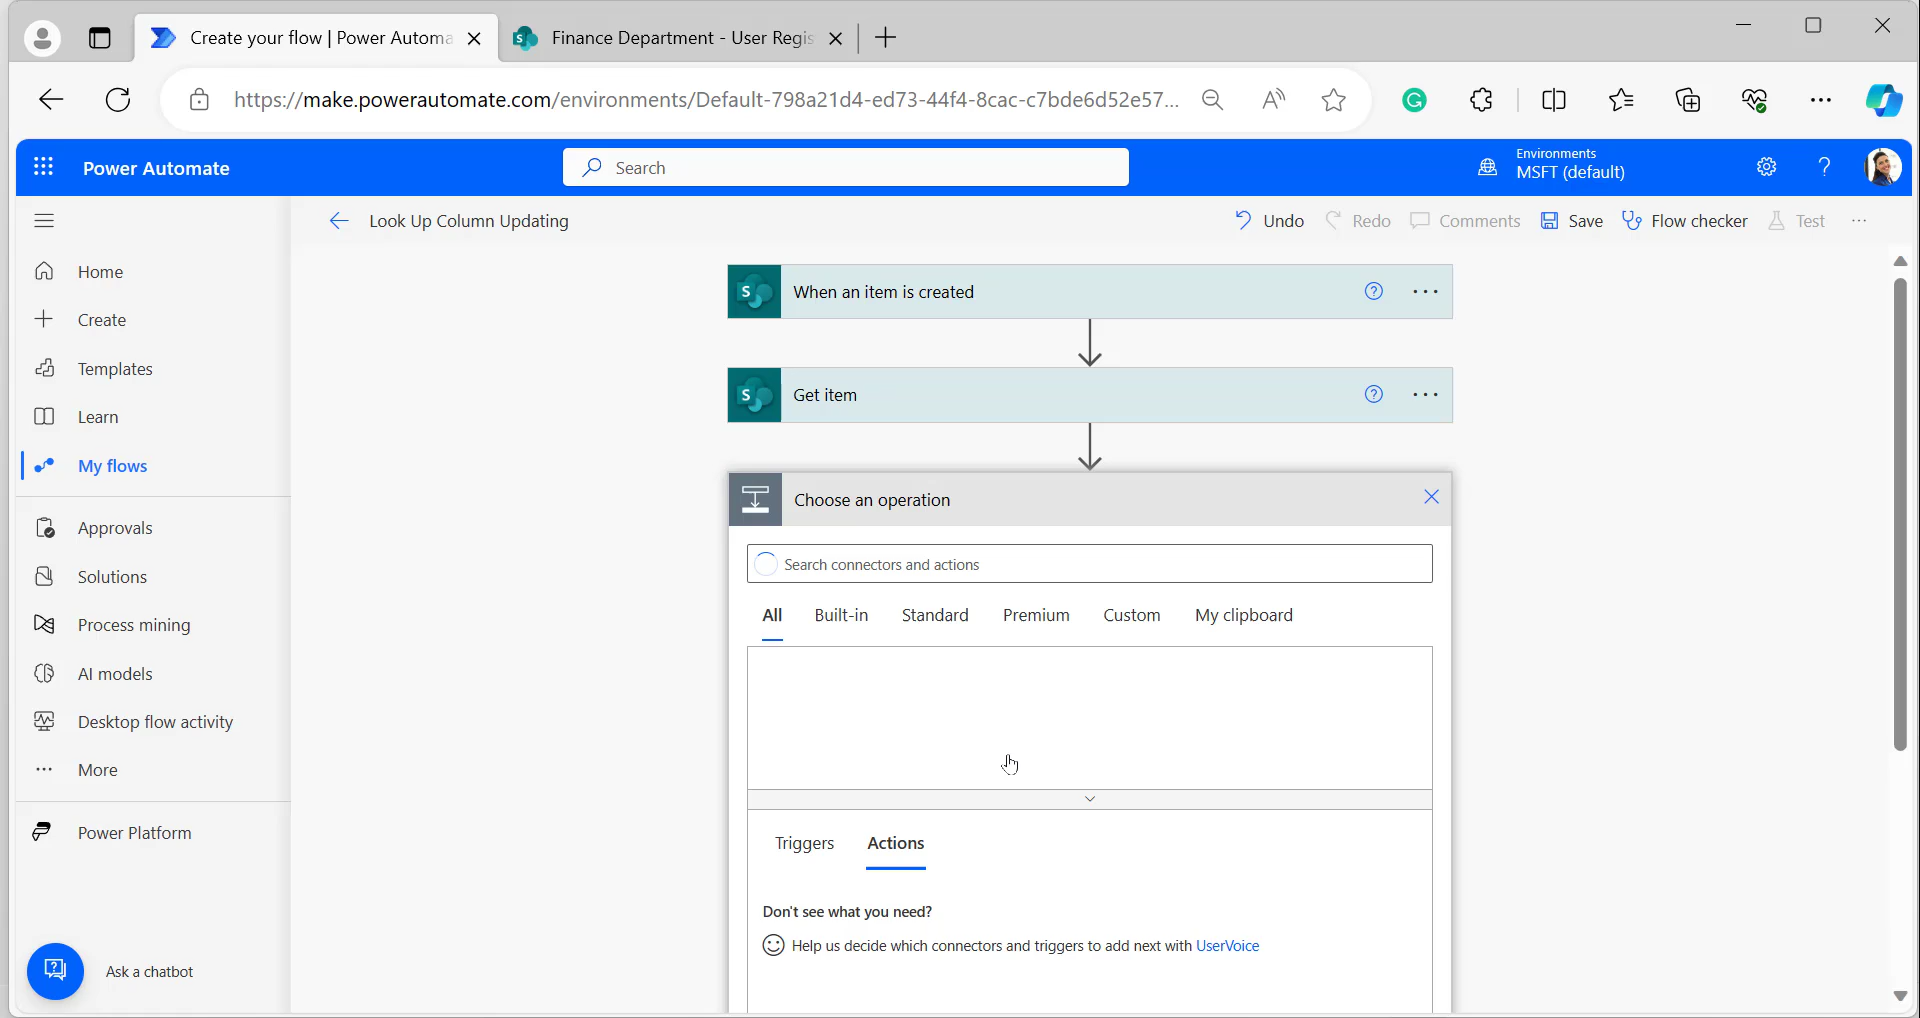 Create your flow | Power Automa
Finance Department - User Regis
https://make.powerautomate.com/environments/Default-798a21d4-ed73-44f4-8cac-c7bde6d52e57...
Power Automate
Search
Environments
MSFT (default)
Look Up Column Updating
Undo
Redo
Comments
Save
Flow checker
Test
Home
Create
Templates
Learn
My flows
Approvals
Solutions
Process mining
AI models
Desktop flow activity
More
Power Platform
Ask a chatbot
When an item is created
Get item
Choose an operation
Search connectors and actions
All
Built-in
Standard
Premium
Custom
My clipboard
Triggers
Actions
Don't see what you need?
Help us decide which connectors and triggers to add next with UserVoice